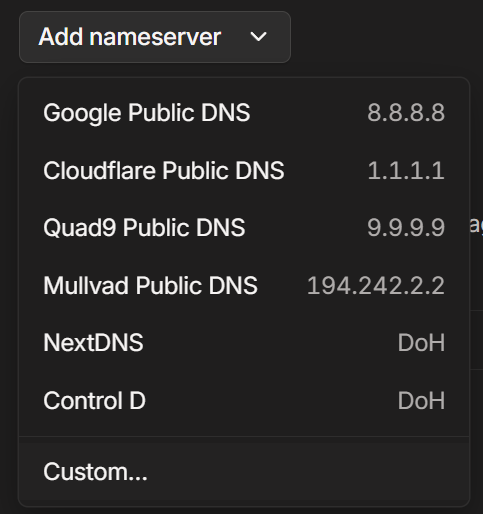 Add nameserver
Google Public DNS 8.8.8.8
Cloudflare Public DNS 1.1.1.1
Quad9 Public DNS 9.9.9.9
Mullvad Public DNS 194.242.2.2
NextDNS DoH
Control D DoH
Custom...